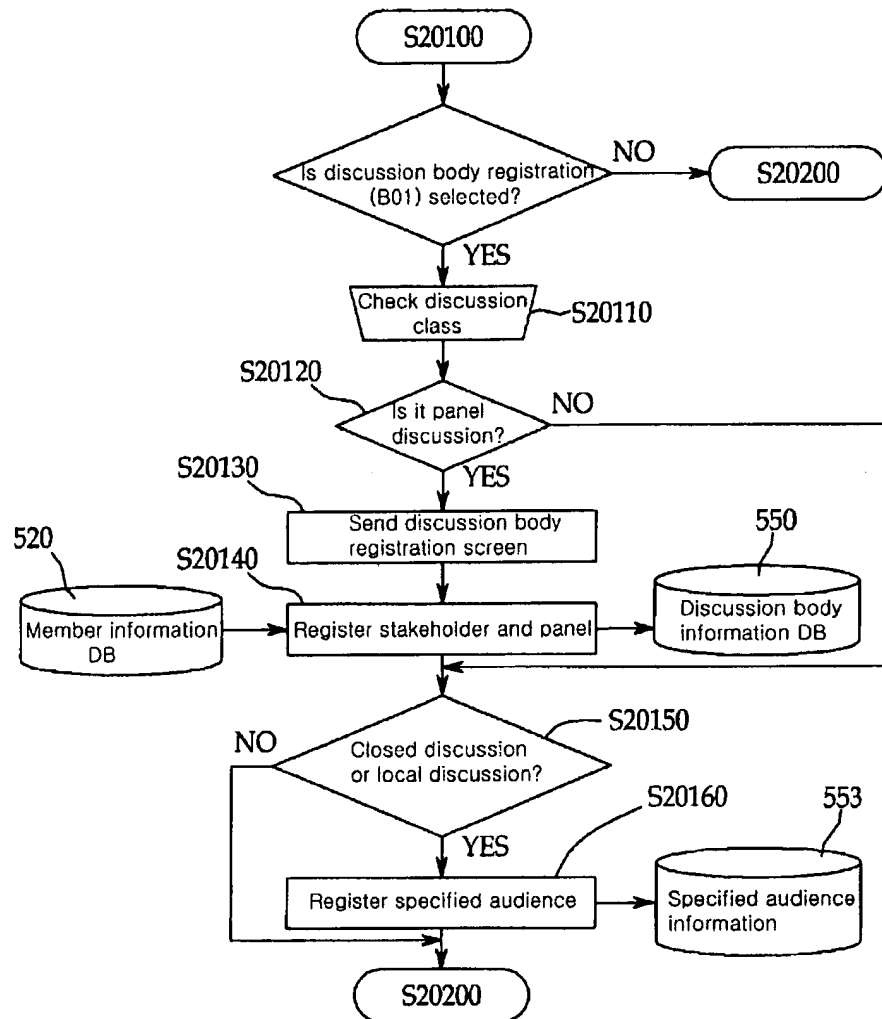 S20100
Is discussion body registration
(B01) selected?
NO
S20200
YES
Check discussion
class
S20110
S20120
Is it panel
discussion?
NO
YES
S20130
Send discussion body
registration screen
520
S20140
550
Member information
DB
Register stakeholder and panel
Discussion body
information DB
S20150
NO
Closed discussion
or local discussion?
S20160
553
YES
Register specified audience
Specified audience
information
S20200